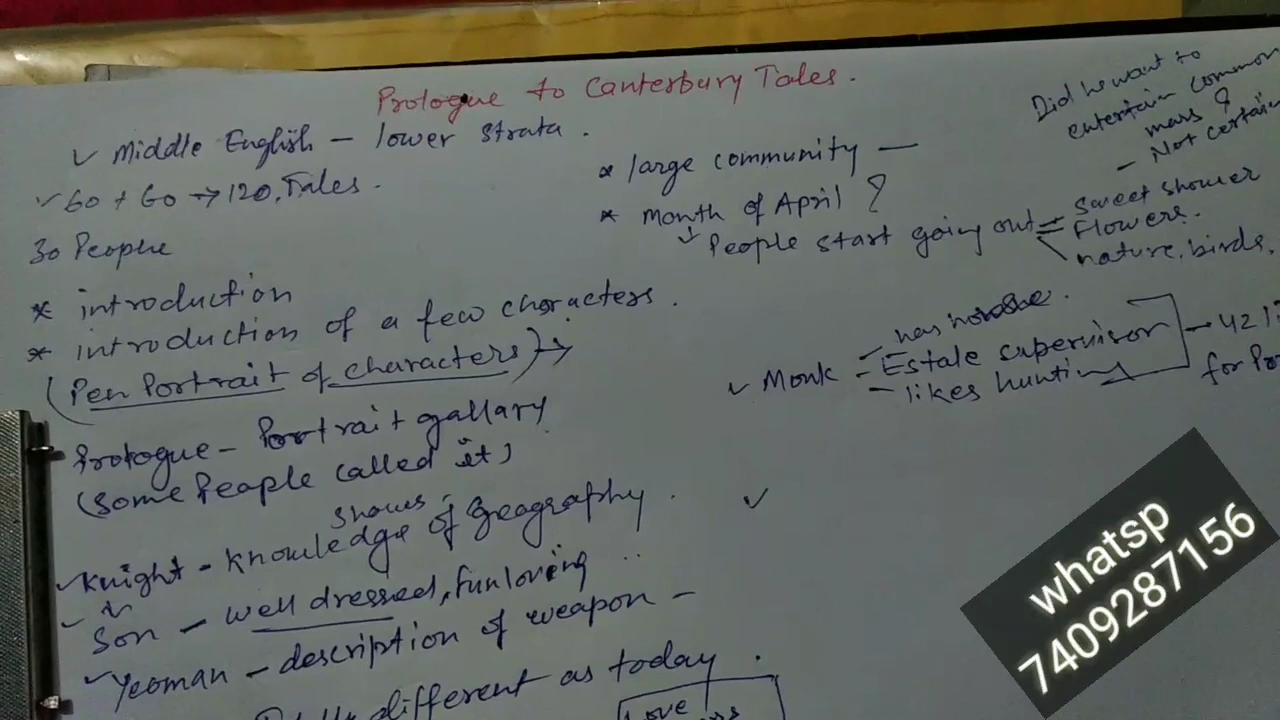 Prologue to Canterbury Tales.
✓ Middle English – lower strata.
✓ 60 + 60 → 120. Tales.
30 People
* introduction
* introduction of a few characters.
(Pen Portrait of characters) →
Prologue – Portrait gallary
(Some People called it)
shows
✓ Knight – Knowledge of Geography.
✓ Son – well dressed, fun loving
✓ Yeoman – description of weapon –
different as today.
Love
Did he want to
entertain common
mass ?
– Not certain
* large community –
* Month of April ?
People start going out = sweet shower
Flowers.
nature. birds.
has horse.
✓ Monk = Estate supervisor
– likes hunting
✓
whatsp
7409287156